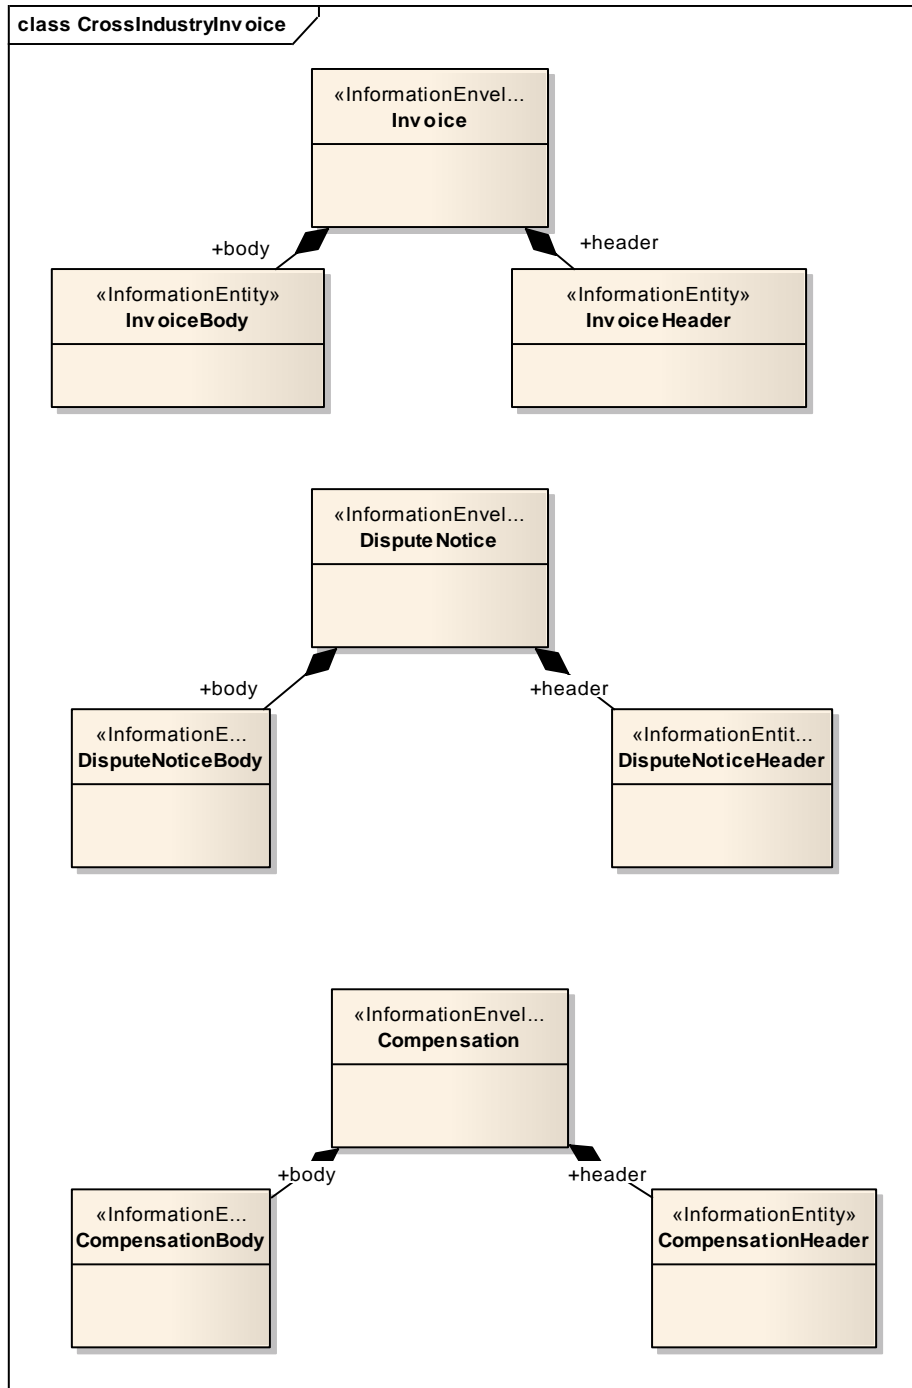 class CrossIndustryInvoice
«InformationEnvel...
Invoice
+body
+header
«InformationEntity»
InvoiceBody
«InformationEntity»
InvoiceHeader
«InformationEnvel...
DisputeNotice
+body
+header
«InformationE...
DisputeNoticeBody
«InformationEntit...
DisputeNoticeHeader
«InformationEnvel...
Compensation
+body
+header
«InformationE...
CompensationBody
«InformationEntity»
CompensationHeader